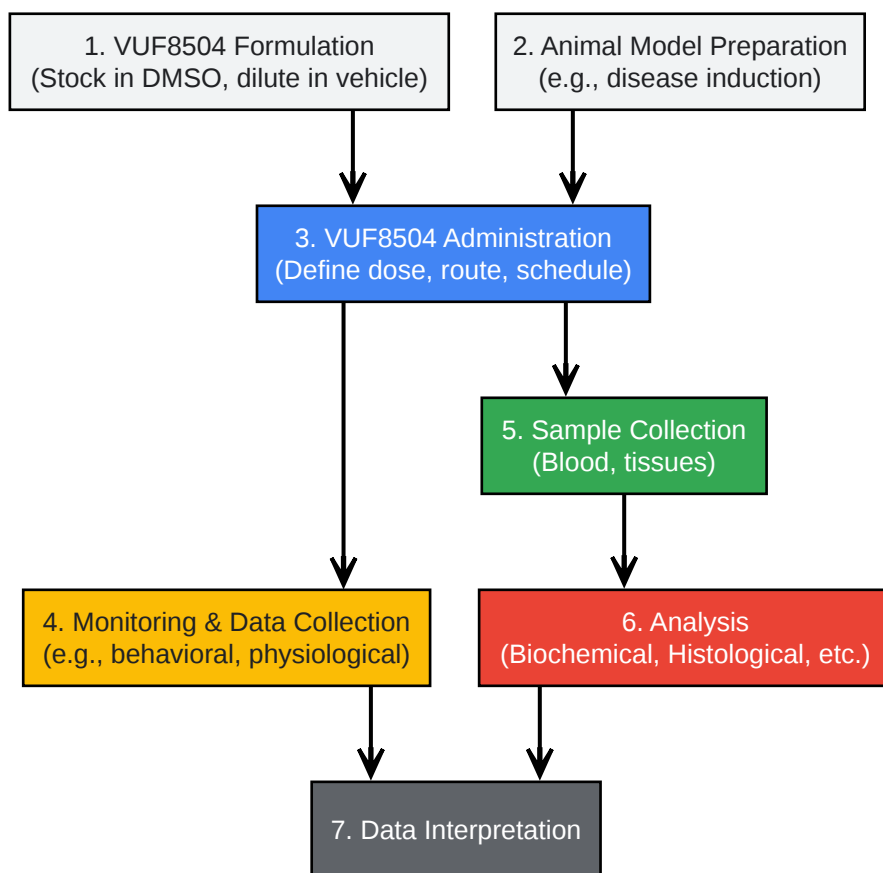 1. VUF8504 Formulation
(Stock in DMSO, dilute in vehicle)
2. Animal Model Preparation
(e.g., disease induction)
3. VUF8504 Administration
(Define dose, route, schedule)
5. Sample Collection
(Blood, tissues)
4. Monitoring & Data Collection
(e.g., behavioral, physiological)
6. Analysis
(Biochemical, Histological, etc.)
7. Data Interpretation